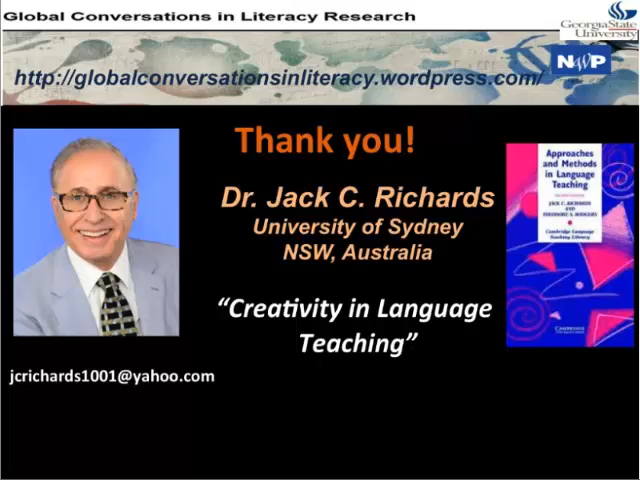 Global Conversations in Literacy Research
Georgia State
University
http://globalconversationsinliteracy.wordpress.com/
NWP
Thank you!
Dr. Jack C. Richards
University of Sydney
NSW, Australia
“Creativity in Language
Teaching”
jcrichards1001@yahoo.com
Approaches
and Methods
in Language
Teaching
JACK C. RICHARDS
AND
THEODORE S. RODGERS
Cambridge Language
Teaching Library
CAMBRIDGE